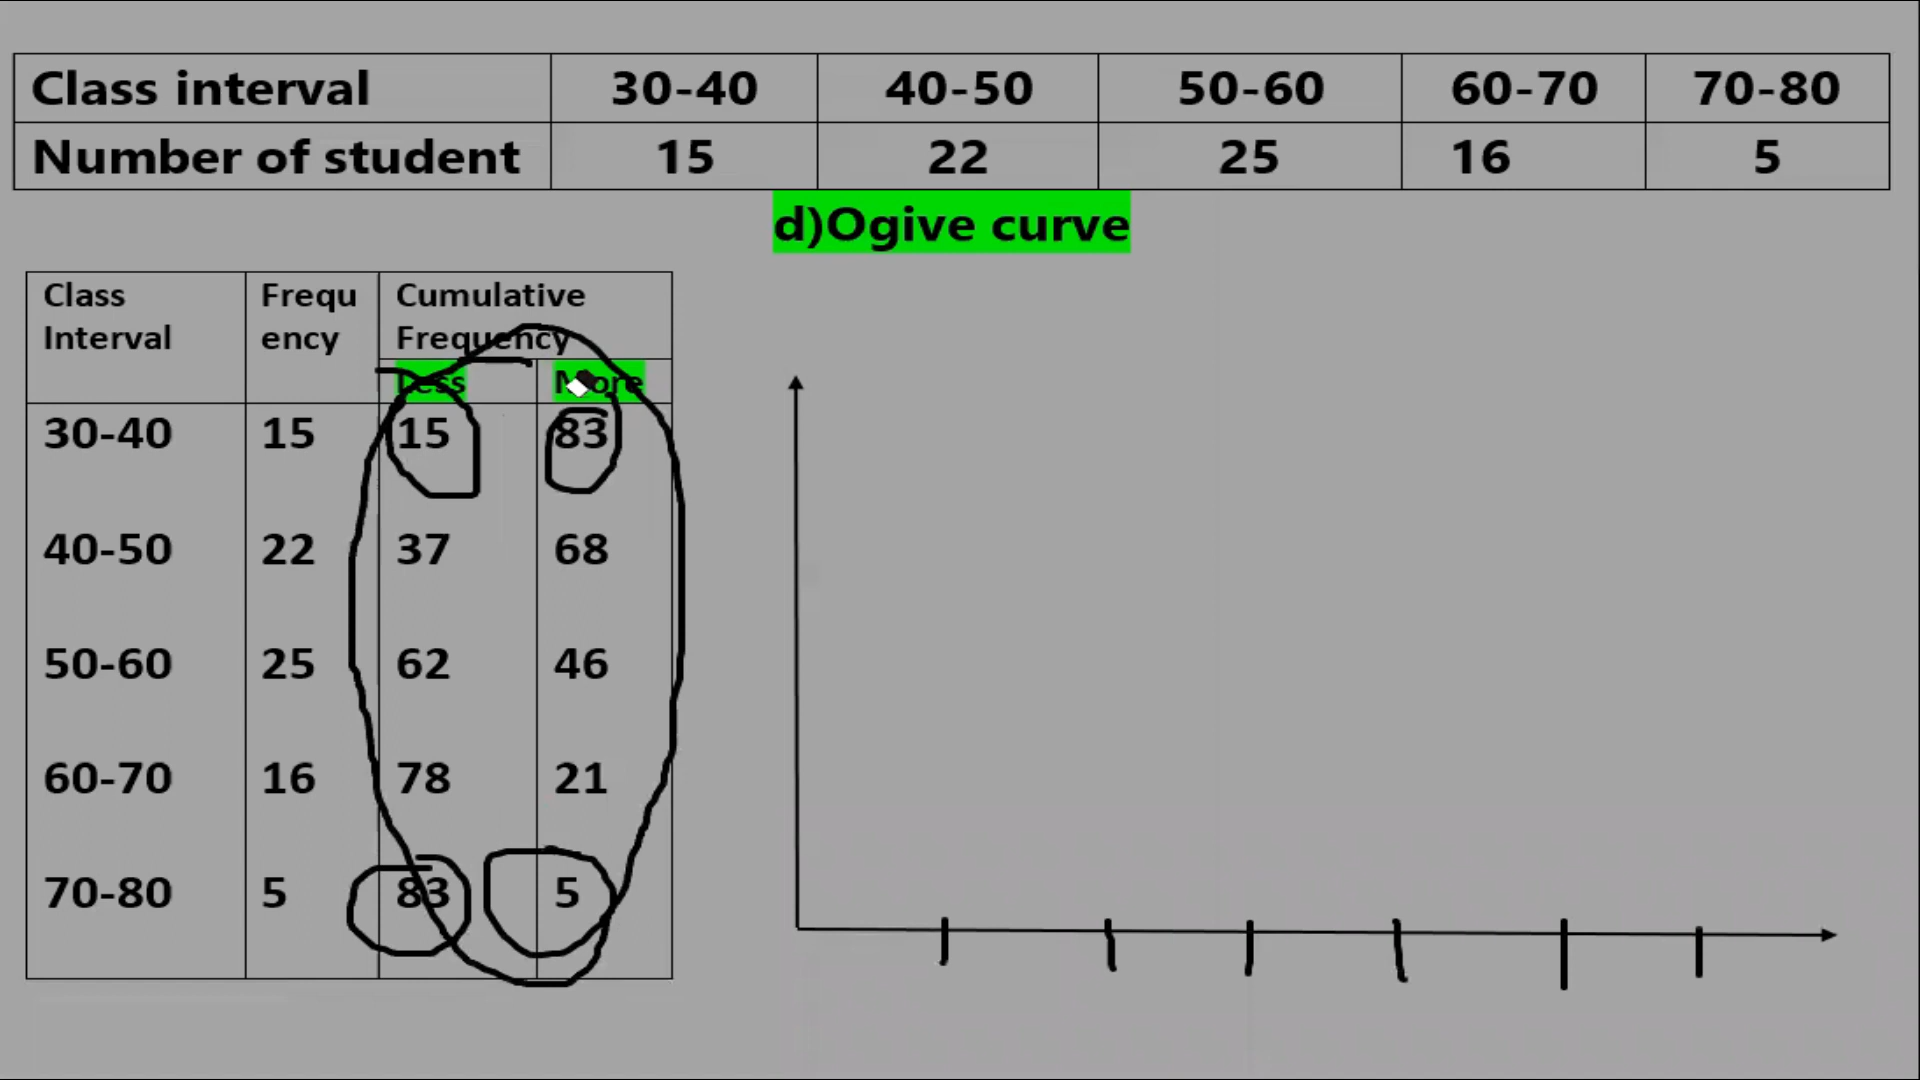 Class interval 30-40 40-50 50-60 60-70 70-80
Number of student 15 22 25 16 5
d)Ogive curve
Class Interval Frequ ency Cumulative Frequency
Less More
30-40 15 15 83
40-50 22 37 68
50-60 25 62 46
60-70 16 78 21
70-80 5 83 5